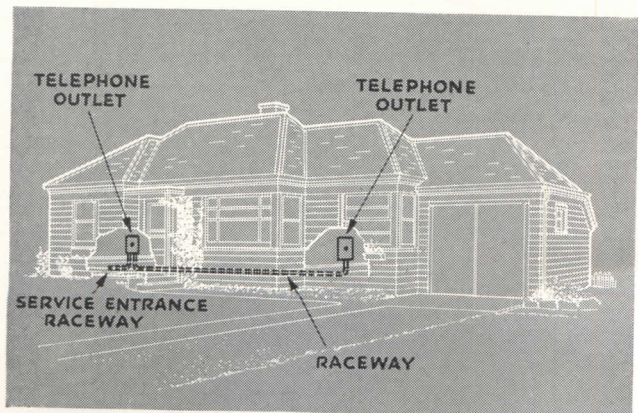 TELEPHONE
OUTLET
TELEPHONE
OUTLET
SERVICE ENTRANCE
RACEWAY
RACEWAY